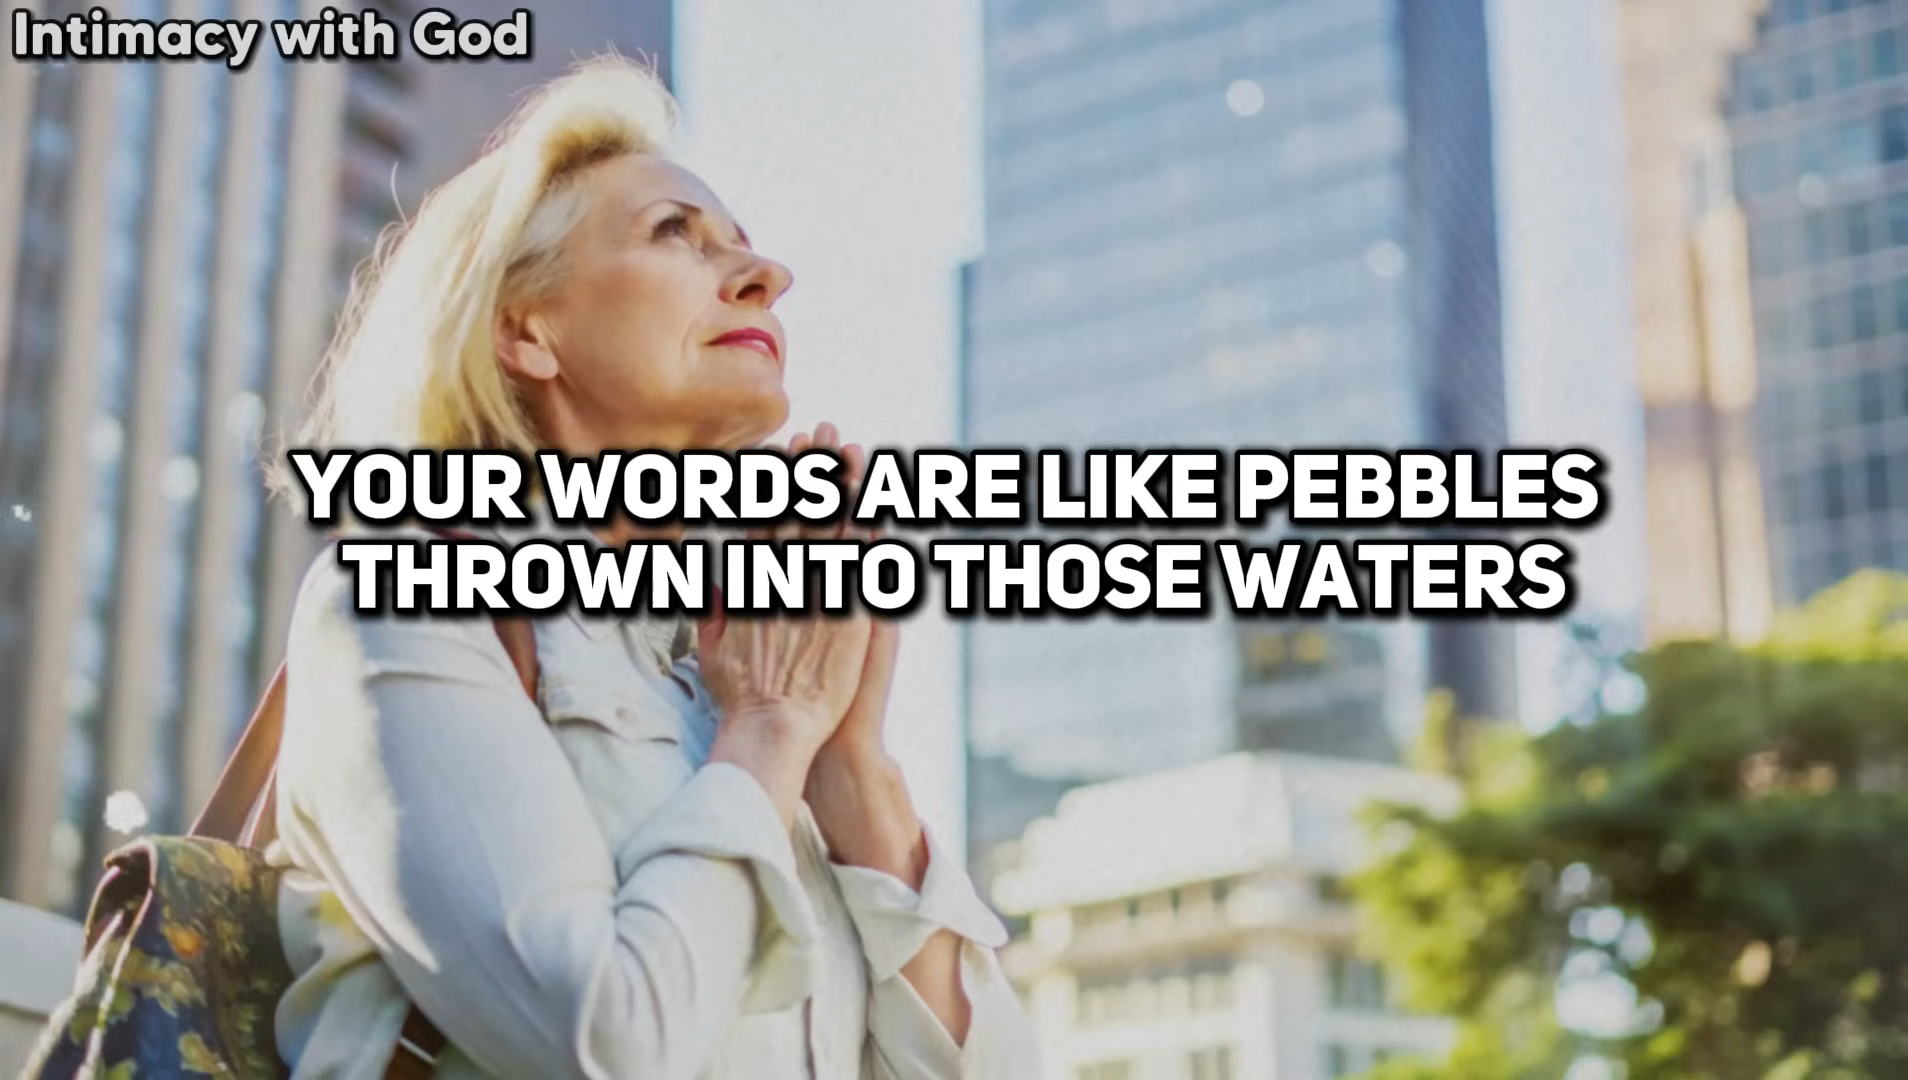 Intimacy with God
YOUR WORDS ARE LIKE PEBBLES
THROWN INTO THOSE WATERS